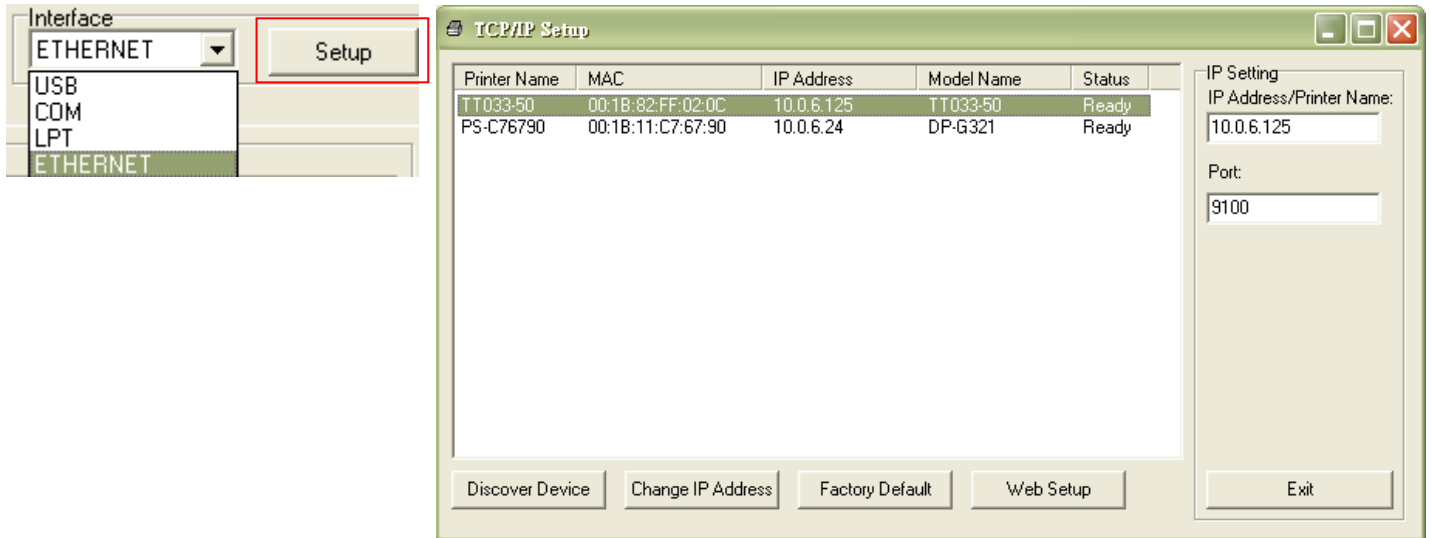 Interface
ETHERNET
Setup
USB
COM
LPT
ETHERNET
TCP/IP Setup
Printer Name MAC IP Address Model Name Status
TT033-50 00:1B:82:FF:02:0C 10.0.6.125 TT033-50 Ready
PS-C76790 00:1B:11:C7:67:90 10.0.6.24 DP-G321 Ready
IP Setting
IP Address/Printer Name:
10.0.6.125
Port:
9100
Discover Device Change IP Address Factory Default Web Setup Exit